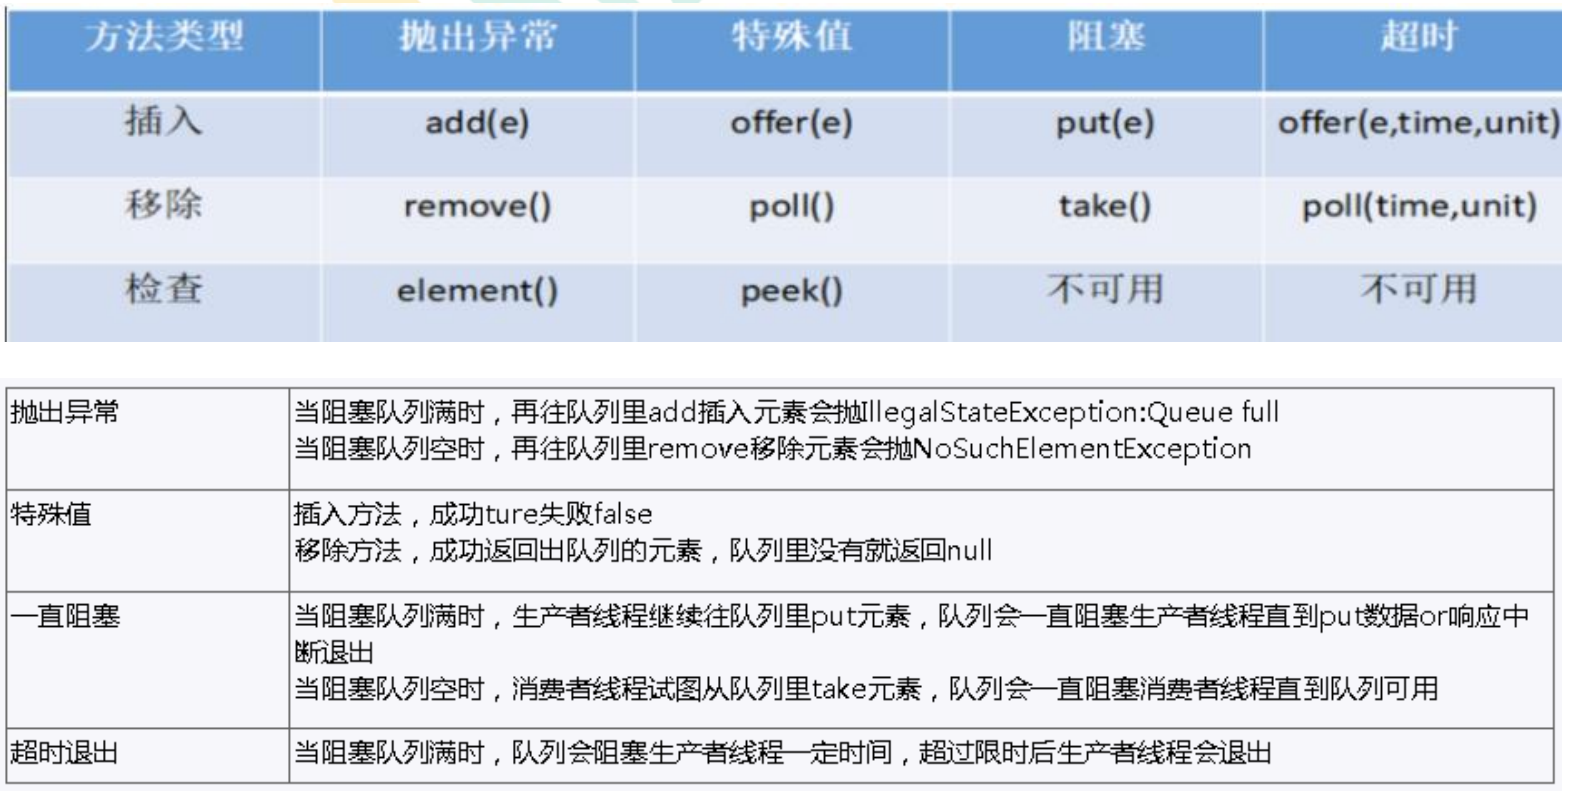 方法类型 抛出异常 特殊值 阻塞 超时
插入 add(e) offer(e) put(e) offer(e,time,unit)
移除 remove() poll() take() poll(time,unit)
检查 element() peek() 不可用 不可用
抛出异常 当阻塞队列满时，再往队列里add插入元素会抛IllegalStateException:Queue full
当阻塞队列空时，再往队列里remove移除元素会抛NoSuchElementException
特殊值 插入方法，成功ture失败false
移除方法，成功返回出队列的元素，队列里没有就返回null
一直阻塞 当阻塞队列满时，生产者线程继续往队列里put元素，队列会一直阻塞生产者线程直到put数据or响应中
断退出
当阻塞队列空时，消费者线程试图从队列里take元素，队列会一直阻塞消费者线程直到队列可用
超时退出 当阻塞队列满时，队列会阻塞生产者线程一定时间，超过限时后生产者线程会退出